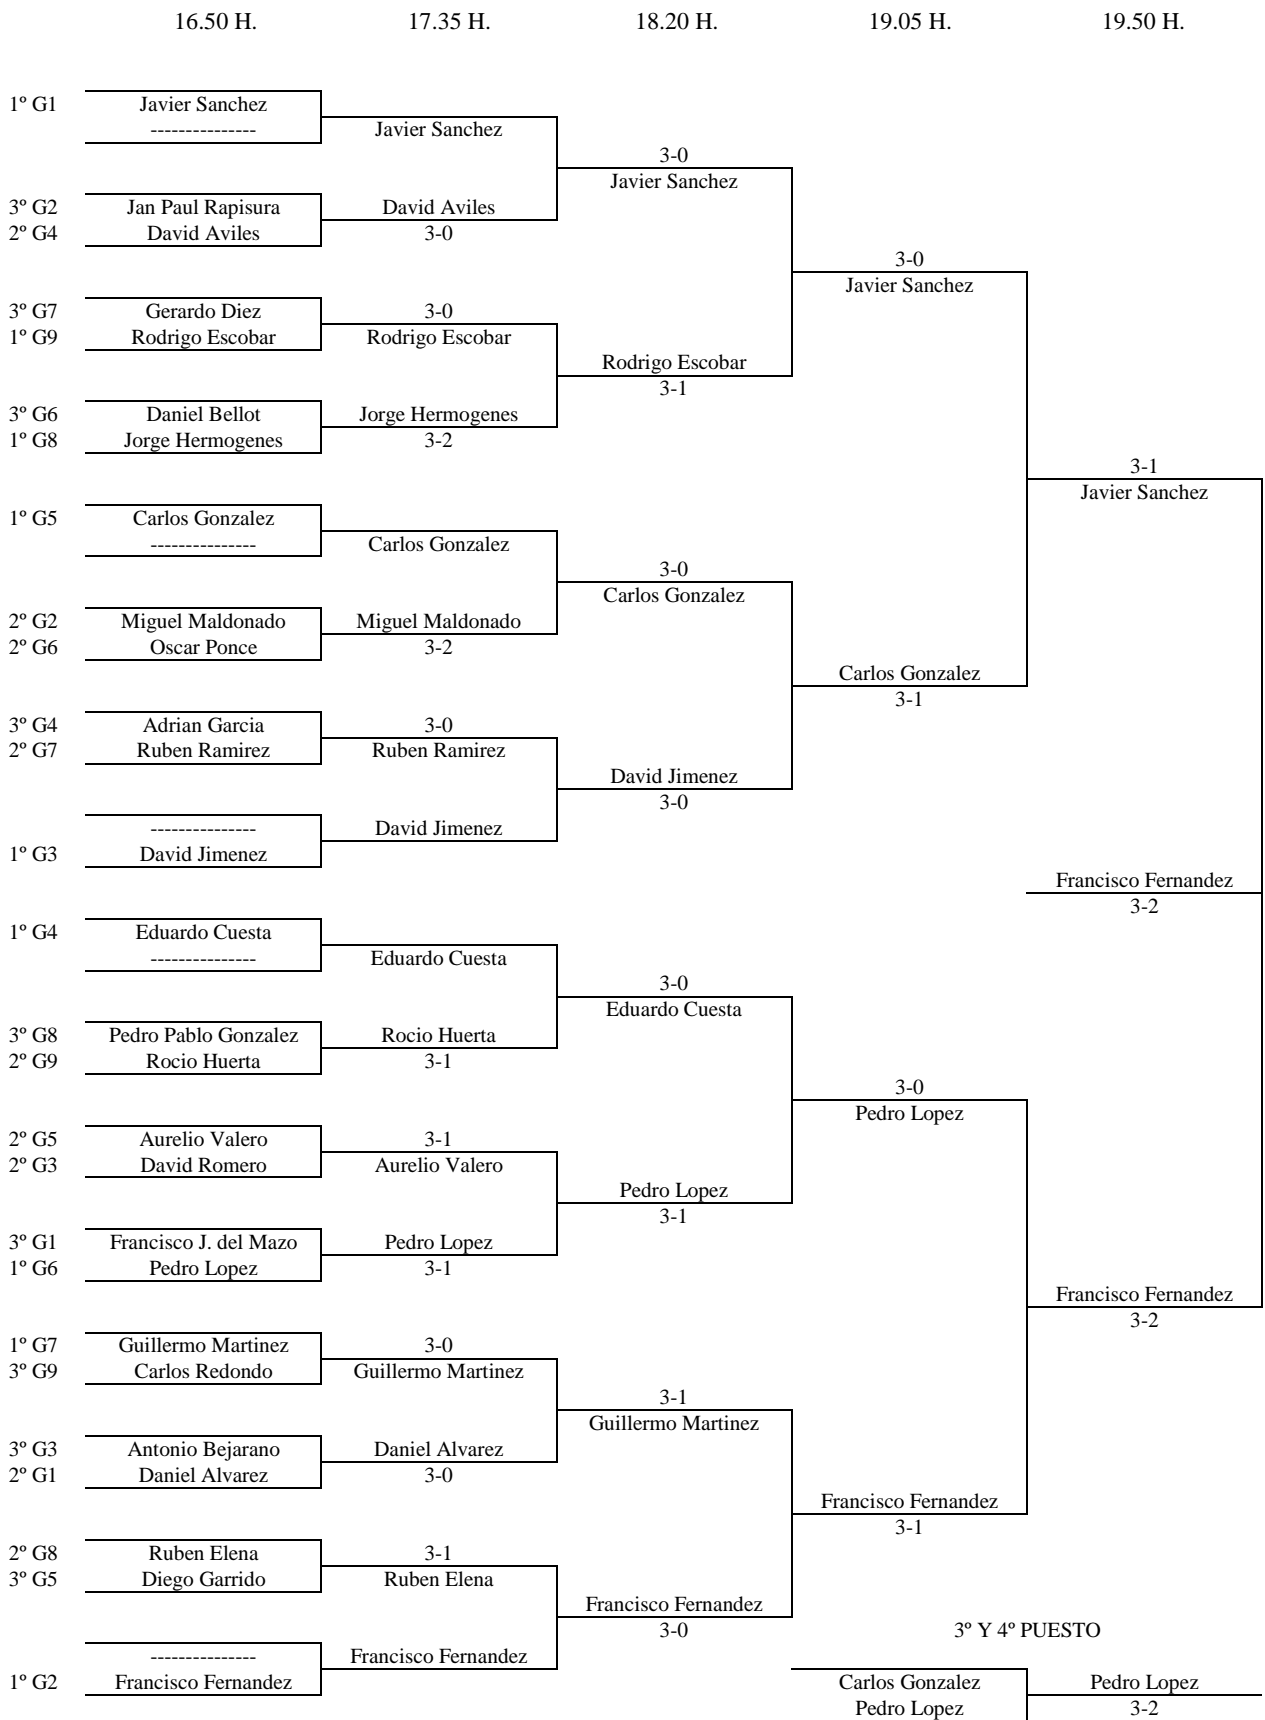 16.50 H. 17.35 H. 18.20 H. 19.05 H. 19.50 H.
1º G1 Javier Sanchez
--------------- Javier Sanchez
3-0
Javier Sanchez
3º G2 Jan Paul Rapisura David Aviles
2º G4 David Aviles 3-0
3-0
Javier Sanchez
3º G7 Gerardo Diez 3-0
1º G9 Rodrigo Escobar Rodrigo Escobar
Rodrigo Escobar
3-1
3º G6 Daniel Bellot Jorge Hermogenes
1º G8 Jorge Hermogenes 3-2
3-1
Javier Sanchez
1º G5 Carlos Gonzalez
--------------- Carlos Gonzalez
3-0
Carlos Gonzalez
2º G2 Miguel Maldonado Miguel Maldonado
2º G6 Oscar Ponce 3-2
Carlos Gonzalez
3-1
3º G4 Adrian Garcia 3-0
2º G7 Ruben Ramirez Ruben Ramirez
David Jimenez
3-0
--------------- David Jimenez
1º G3 David Jimenez
Francisco Fernandez
3-2
1º G4 Eduardo Cuesta
--------------- Eduardo Cuesta
3-0
Eduardo Cuesta
3º G8 Pedro Pablo Gonzalez Rocio Huerta
2º G9 Rocio Huerta 3-1
3-0
Pedro Lopez
2º G5 Aurelio Valero 3-1
2º G3 David Romero Aurelio Valero
Pedro Lopez
3-1
3º G1 Francisco J. del Mazo Pedro Lopez
1º G6 Pedro Lopez 3-1
Francisco Fernandez
3-2
1º G7 Guillermo Martinez 3-0
3º G9 Carlos Redondo Guillermo Martinez
3-1
Guillermo Martinez
3º G3 Antonio Bejarano Daniel Alvarez
2º G1 Daniel Alvarez 3-0
Francisco Fernandez
3-1
2º G8 Ruben Elena 3-1
3º G5 Diego Garrido Ruben Elena
Francisco Fernandez
3-0 3º Y 4º PUESTO
--------------- Francisco Fernandez
1º G2 Francisco Fernandez Carlos Gonzalez Pedro Lopez
Pedro Lopez 3-2